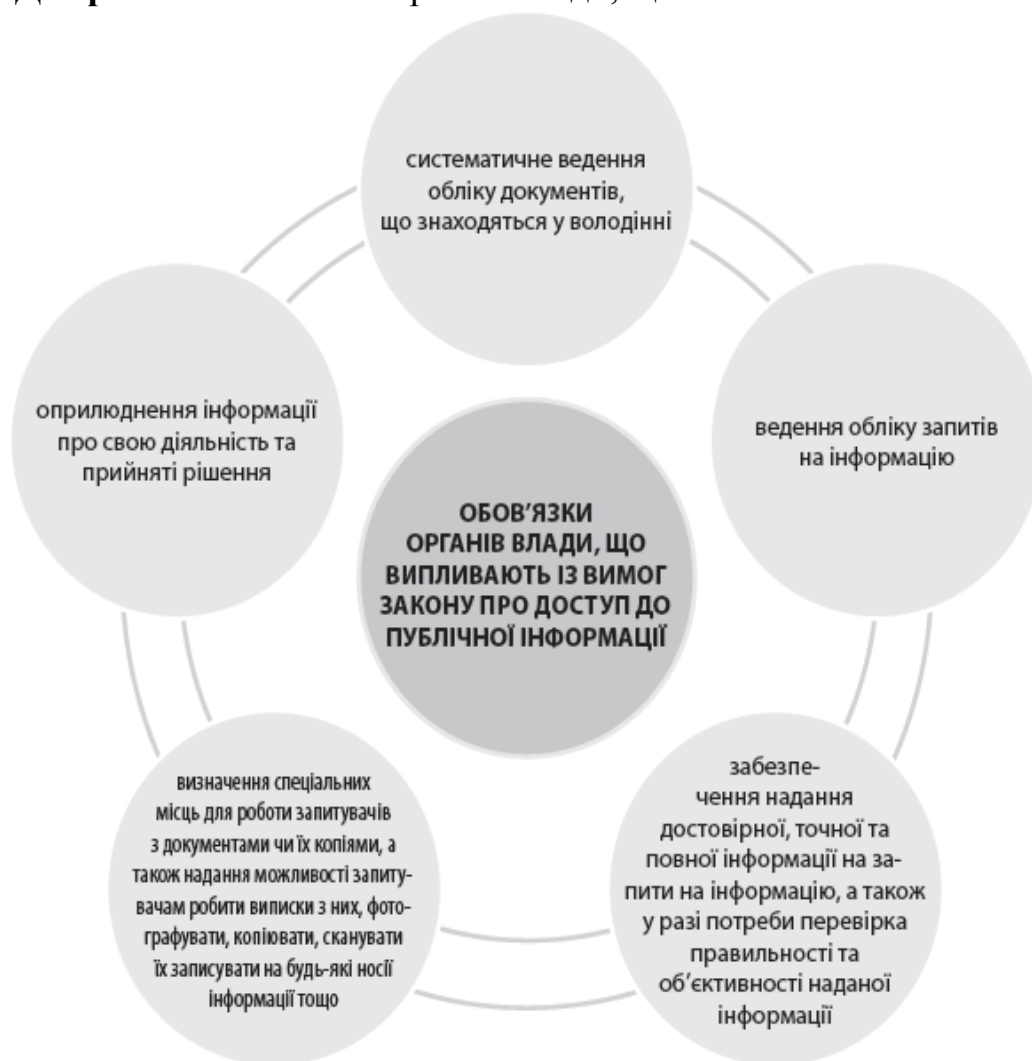 систематичне ведення
обліку документів,
що знаходяться у володінні
оприлюднення інформації
про свою діяльність та
прийняті рішення
ведення обліку запитів
на інформацію
ОБОВ’ЯЗКИ
ОРГАНІВ ВЛАДИ, ЩО
ВИПЛИВАЮТЬ ІЗ ВИМОГ
ЗАКОНУ ПРО ДОСТУП ДО
ПУБЛІЧНОЇ ІНФОРМАЦІЇ
визначення спеціальних
місць для роботи запитувачів
з документами чи їх копіями, а
також надання можливості запиту-
вачам робити виписки з них, фото-
графувати, копіювати, сканувати
їх записувати на будь-які носії
інформації тощо
забезпе-
чення надання
достовірної, точної та
повної інформації на за-
пити на інформацію, а також
у разі потреби перевірка
правильності та
об’єктивності наданої
інформації